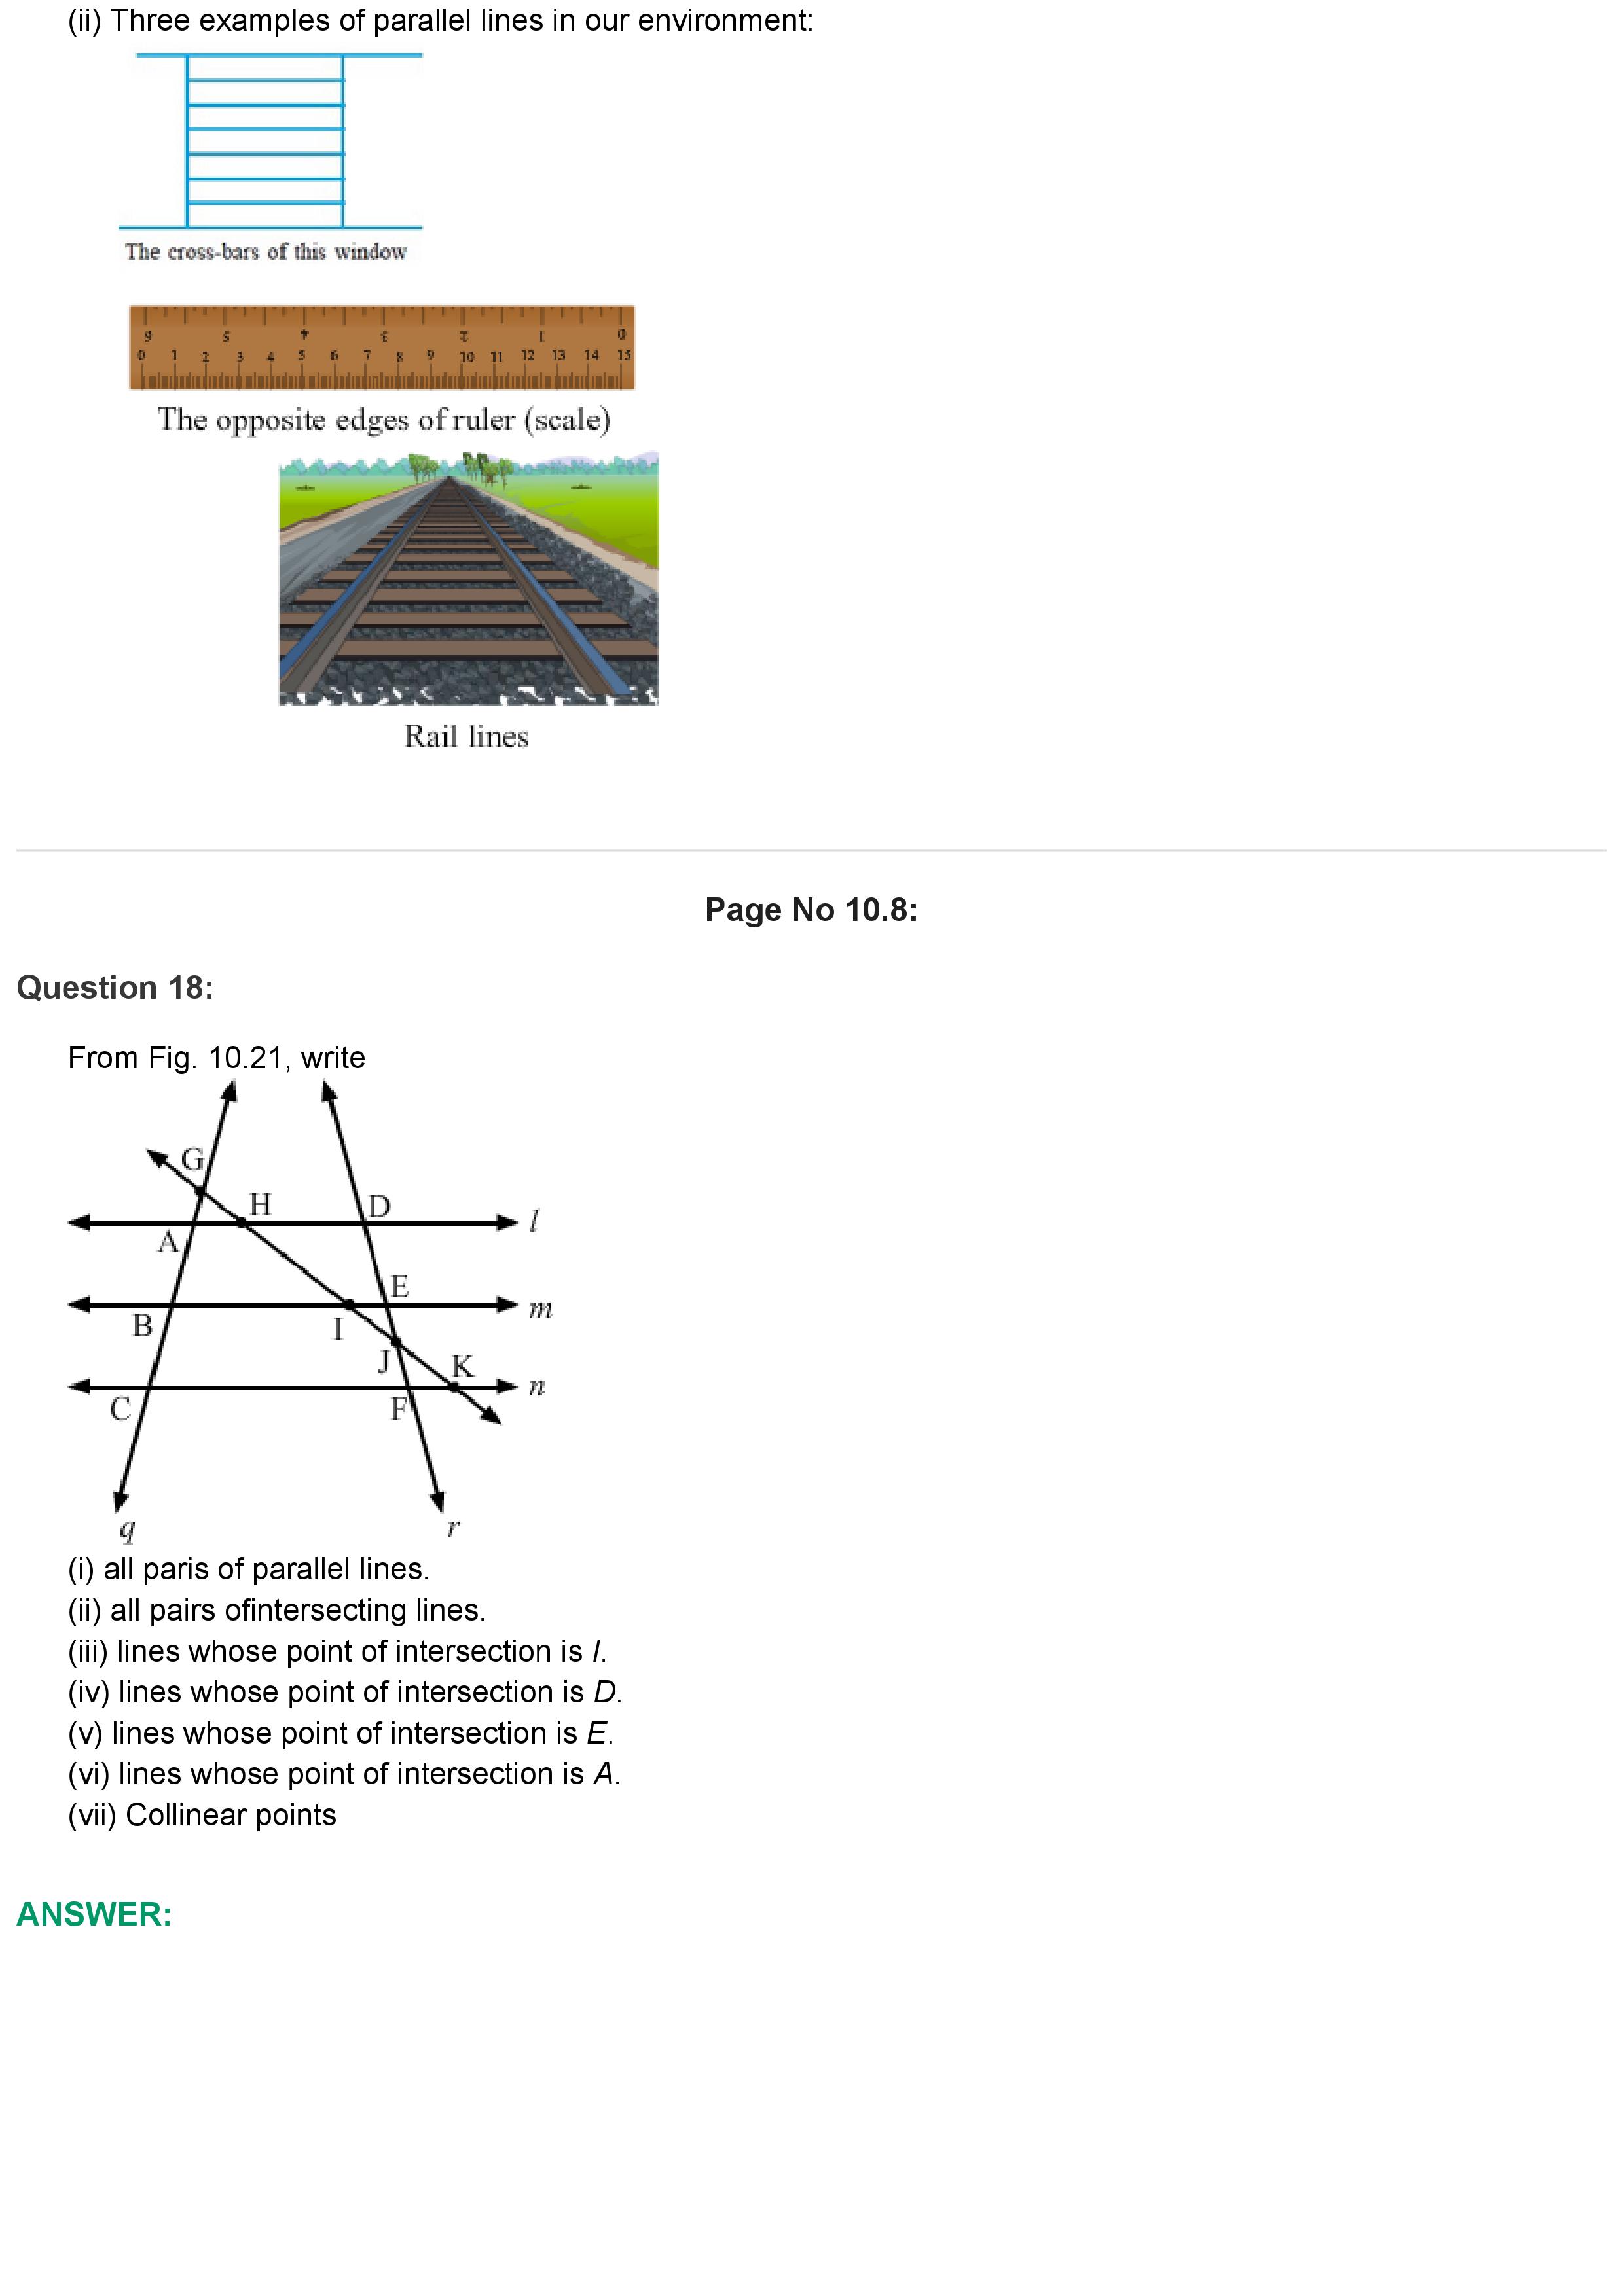 (ii) Three examples of parallel lines in our environment:
The cross-bars of this window
6 5 4 3 2 1 0
0 1 2 3 4 5 6 7 8 9 10 11 12 13 14 15
The opposite edges of ruler (scale)
Rail lines
Page No 10.8:
Question 18:
From Fig. 10.21, write
G
H D
l
A
E
m
B I
J K
n
C F
q r
(i) all paris of parallel lines.
(ii) all pairs ofintersecting lines.
(iii) lines whose point of intersection is I.
(iv) lines whose point of intersection is D.
(v) lines whose point of intersection is E.
(vi) lines whose point of intersection is A.
(vii) Collinear points
ANSWER: